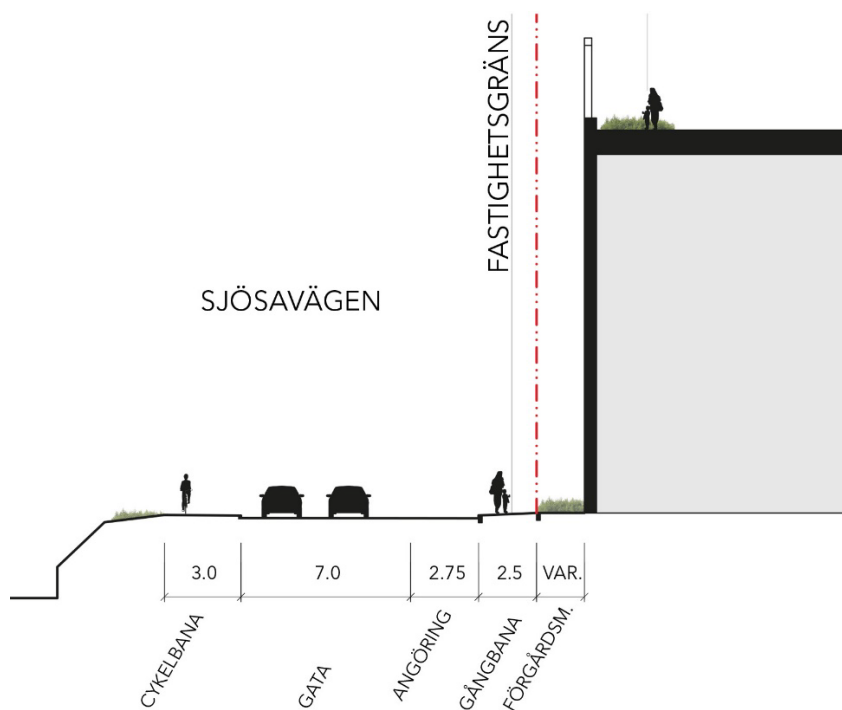 FASTIGHETSGRÄNS
SJÖSAVÄGEN
3.0
7.0
2.75
2.5
VAR.
CYKELBANA
GATA
ANGÖRING
GÅNGBANA
FÖRGÅRDSM.